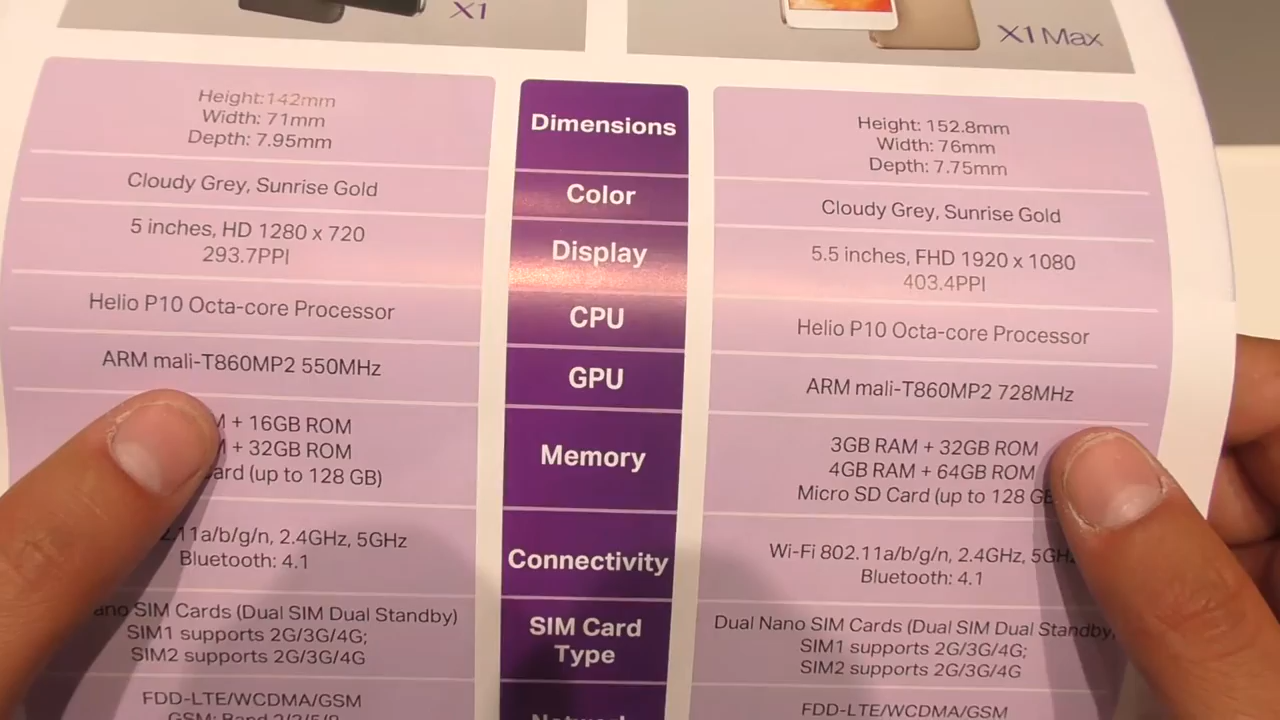 X1
X1 Max
Height:142mm
Width: 71mm
Depth: 7.95mm
Dimensions
Height: 152.8mm
Width: 76mm
Depth: 7.75mm
Cloudy Grey, Sunrise Gold
Color
Cloudy Grey, Sunrise Gold
5 inches, HD 1280 x 720
293.7PPI
Display
5.5 inches, FHD 1920 x 1080
403.4PPI
Helio P10 Octa-core Processor
CPU
Helio P10 Octa-core Processor
ARM mali-T860MP2 550MHz
GPU
ARM mali-T860MP2 728MHz
+ 16GB ROM
+ 32GB ROM
(up to 128 GB)
Memory
3GB RAM + 32GB ROM
4GB RAM + 64GB ROM
Micro SD Card (up to 128
2.4GHz, 5GHz
Bluetooth: 4.1
Connectivity
Wi-Fi 802.11a/b/g/n, 2.4GHz,
Bluetooth: 4.1
SIM Cards (Dual SIM Dual Standby)
SIM1 supports 2G/3G/4G;
SIM2 supports 2G/3G/4G
SIM Card
Type
Dual Nano SIM Cards (Dual SIM Dual Standby,
SIM1 supports 2G/3G/4G;
SIM2 supports 2G/3G/4G
FDD-LTE/WCDMA/GSM
FDD-LTE/WCDMA/GSM